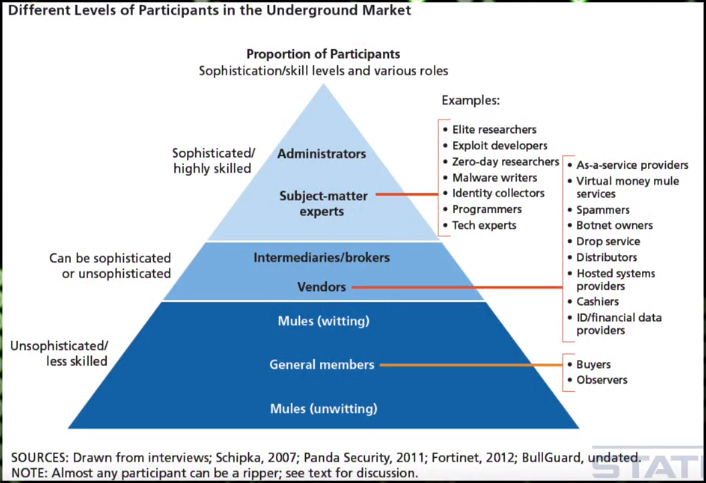 Different Levels of Participants in the Underground Market
Proportion of Participants
Sophistication/skill levels and various roles
Examples:
• Elite researchers
• Exploit developers
• Zero-day researchers
• Malware writers
• Identity collectors
• Programmers
• Tech experts
Sophisticated/
highly skilled
Administrators
Subject-matter
experts
• As-a-service providers
• Virtual money mule
services
• Spammers
• Botnet owners
• Drop service
• Distributors
• Hosted systems
providers
• Cashiers
• ID/financial data
providers
Can be sophisticated
or unsophisticated
Intermediaries/brokers
Vendors
Unsophisticated/
less skilled
Mules (witting)
General members
Mules (unwitting)
• Buyers
• Observers
SOURCES: Drawn from interviews; Schipka, 2007; Panda Security, 2011; Fortinet, 2012; BullGuard, undated.
NOTE: Almost any participant can be a ripper; see text for discussion.